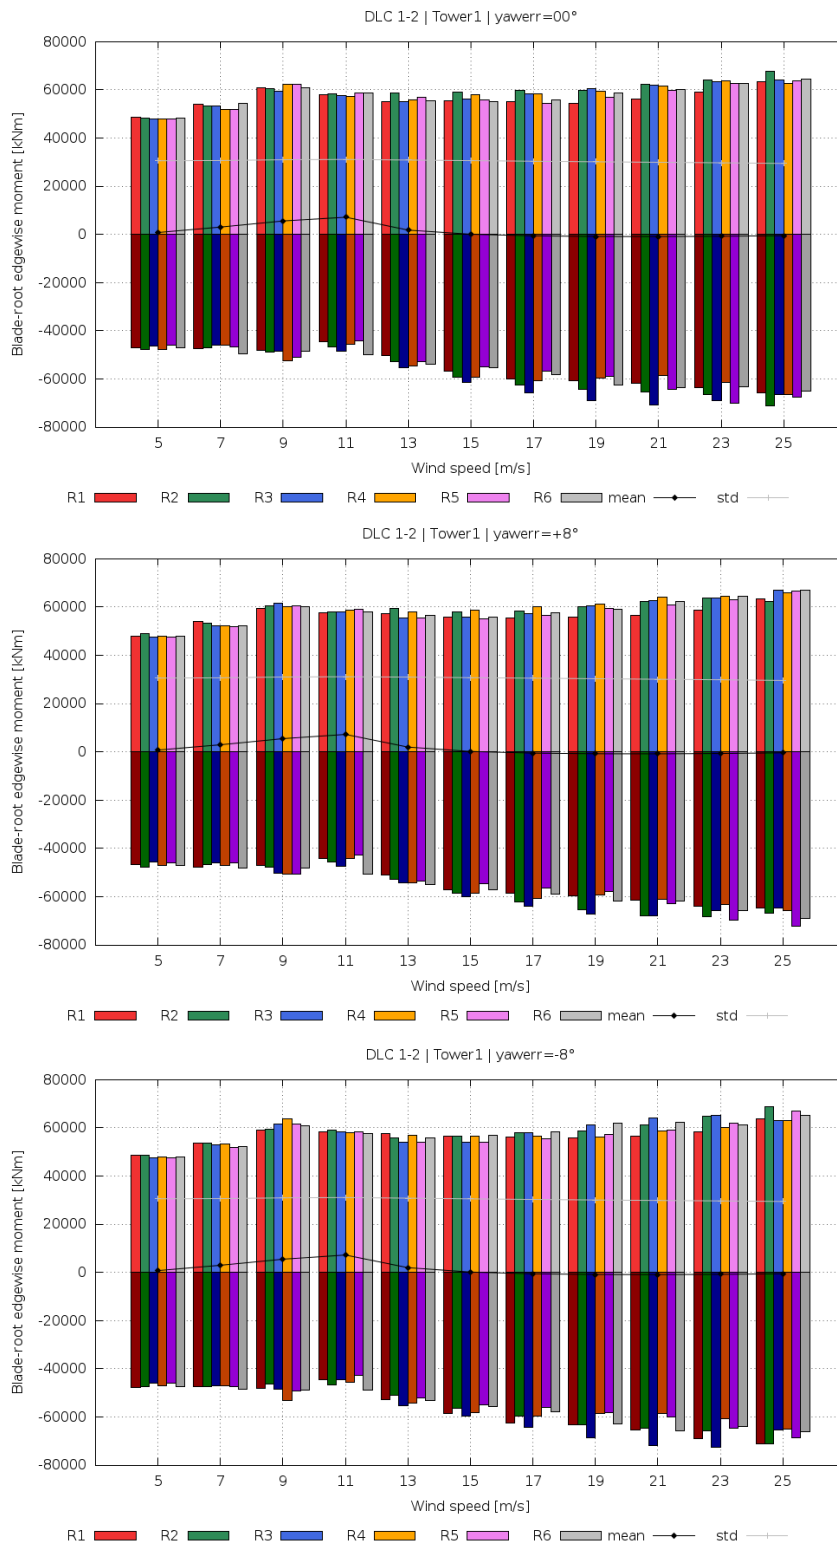 DLC 1-2 | Tower1 | yawerr=00°
80000
60000
40000
20000
0
-20000
-40000
-60000
-80000
Blade-root edgewise moment [kNm]
5 7 9 11 13 15 17 19 21 23 25
Wind speed [m/s]
R1 R2 R3 R4 R5 R6 mean std
DLC 1-2 | Tower1 | yawerr=+8°
80000
60000
40000
20000
0
-20000
-40000
-60000
-80000
Blade-root edgewise moment [kNm]
5 7 9 11 13 15 17 19 21 23 25
Wind speed [m/s]
R1 R2 R3 R4 R5 R6 mean std
DLC 1-2 | Tower1 | yawerr=-8°
80000
60000
40000
20000
0
-20000
-40000
-60000
-80000
Blade-root edgewise moment [kNm]
5 7 9 11 13 15 17 19 21 23 25
Wind speed [m/s]
R1 R2 R3 R4 R5 R6 mean std